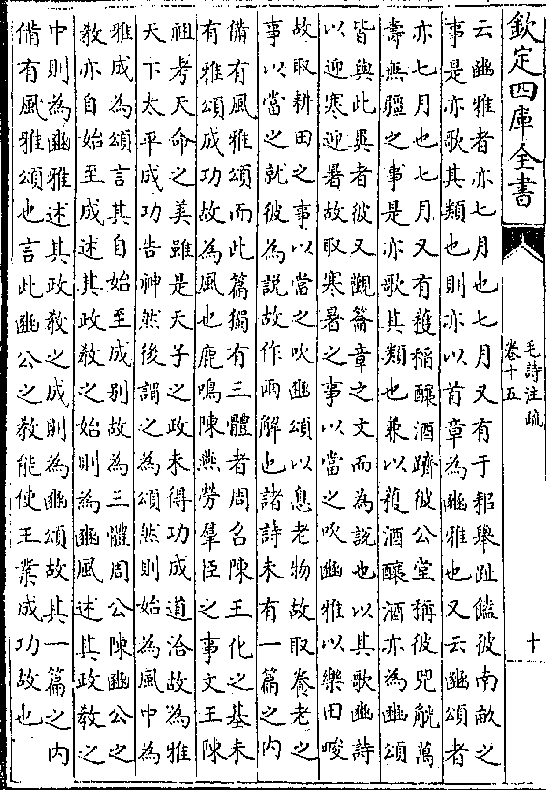 欽定四庫全書
毛詩注疏
卷十五
十
云豳雅者亦七月也七月又有于耜舉趾饁彼南畝之
事是亦歌其類也則亦以首章為豳雅也又云豳頌者
亦七月也七月又有穫稻釀酒躋彼公堂稱彼兕觥萬
壽無疆之事是亦歌其類也兼以穫酒釀酒亦為豳頌
皆與此異者彼又觀籥章之文而為說也以其歌豳詩
以迎寒迎暑故取寒暑之事以當之吹豳雅以樂田畯
故取耕田之事以當之吹豳頌以息老物故取養老之
事以當之就彼為說故作兩解也諸詩未有一篇之內
備有風雅頌而此篇獨有三體者周召陳王化之基未
有雅頌成功故為風也鹿鳴陳燕勞羣臣之事文王陳
祖考天命之美雖是天子之政未得功成道洽故為雅
天下太平成功告神然後謂之為頌然則始為風中為
雅成為頌言其自始至成別故為三體周公陳豳公之
教亦自始至成述其政教之始則為豳風述其政教之
中則為豳雅述其政教之成則為豳頌故其一篇之內
備有風雅頌也言此豳公之教能使王業成功故也